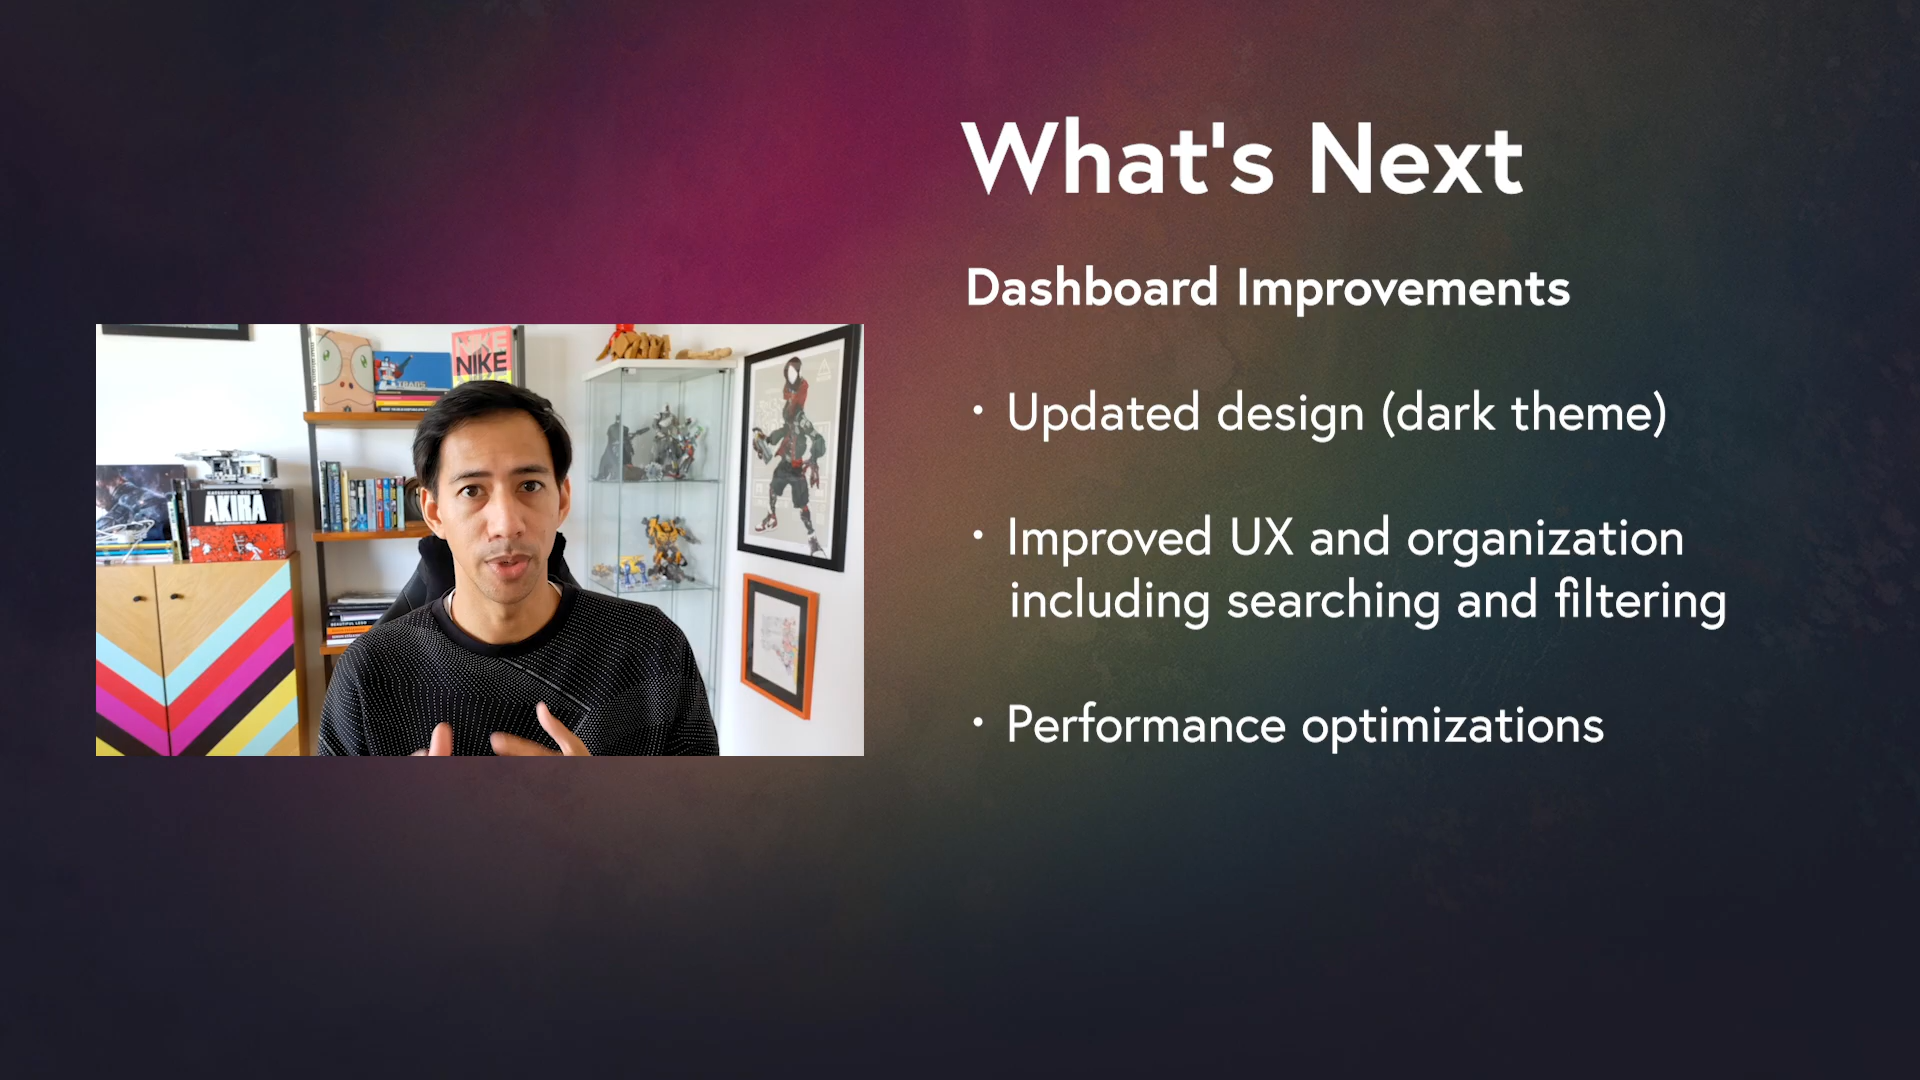 What's Next
Dashboard Improvements
• Updated design (dark theme)
• Improved UX and organization
including searching and filtering
• Performance optimizations
NIKE
AKIRA